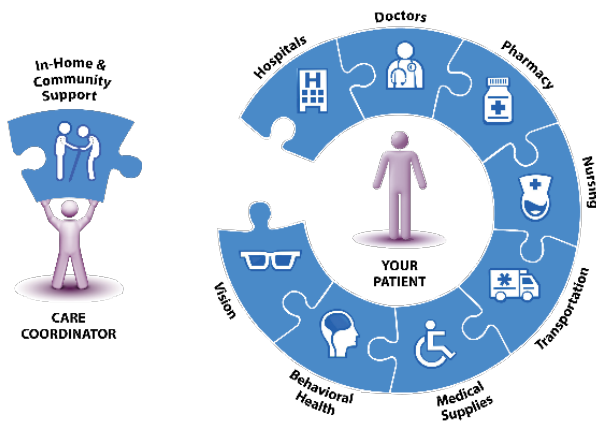 In-Home &
Community
Support
CARE
COORDINATOR
Hospitals
Doctors
Pharmacy
Nursing
Transportation
Medical
Supplies
Behavioral
Health
Vision
YOUR
PATIENT
H